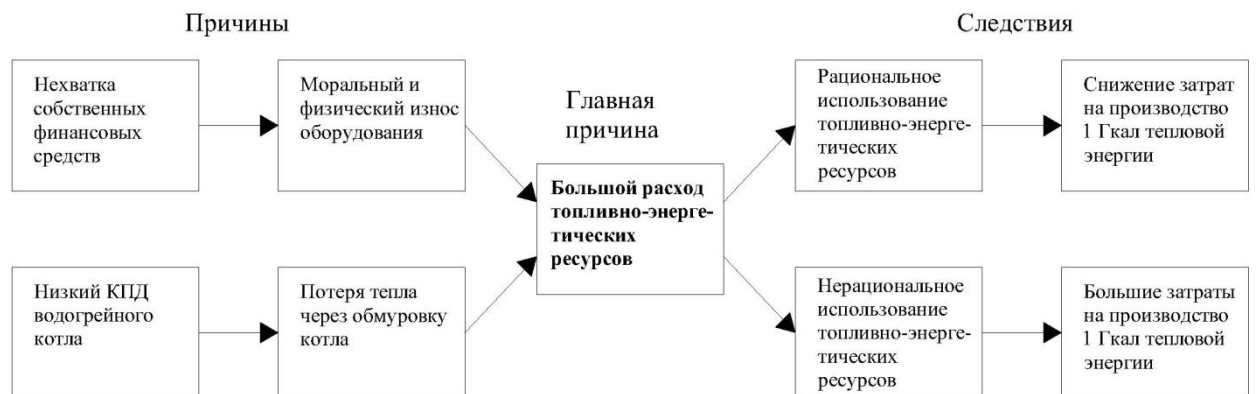 Причины
Следствия
Нехватка
собственных
финансовых
средств
Моральный и
физический износ
оборудования
Главная
причина
Большой расход
топливно-энерге-
тических
ресурсов
Рациональное
использование
топливно-энерге-
тических
ресурсов
Снижение затрат
на производство
1 Гкал тепловой
энергии
Низкий КПД
водогрейного
котла
Потеря тепла
через обмуровку
котла
Нерациональное
использование
топливно-энерге-
тических
ресурсов
Большие затраты
на производство
1 Гкал тепловой
энергии